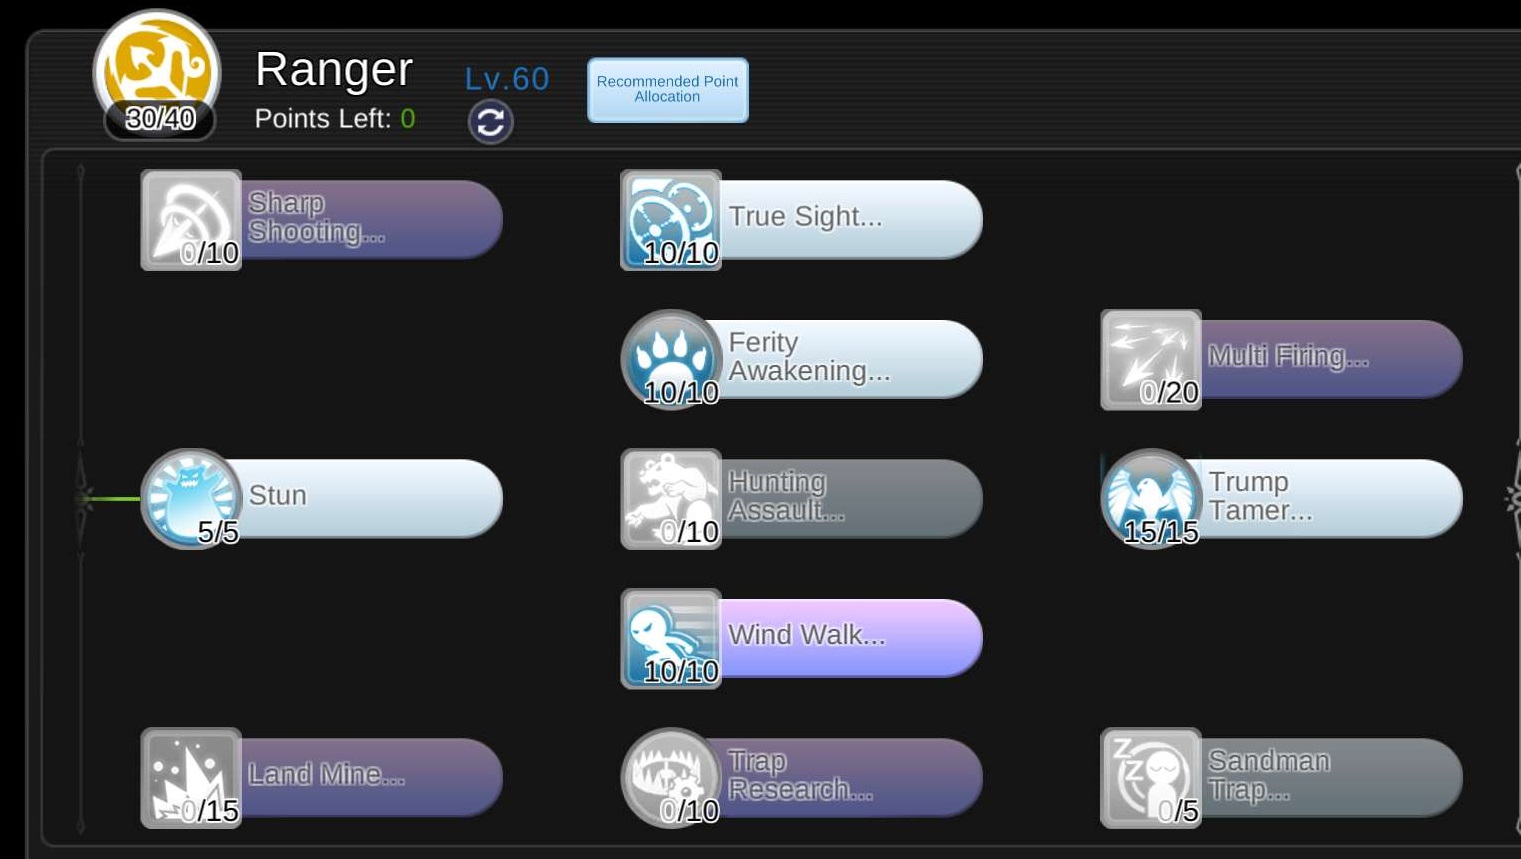 Ranger
Lv.60
Recommended Point
Allocation
30/40
Points Left: 0
Sharp
Shooting...
0/10
True Sight...
10/10
Ferity
Awakening...
10/10
Multi Firing...
0/20
Stun
5/5
Hunting
Assault...
0/10
Trump
Tamer...
15/15
Wind Walk...
10/10
Land Mine...
0/15
Trap
Research...
0/10
Z
Z
Sandman
Trap...
0/5